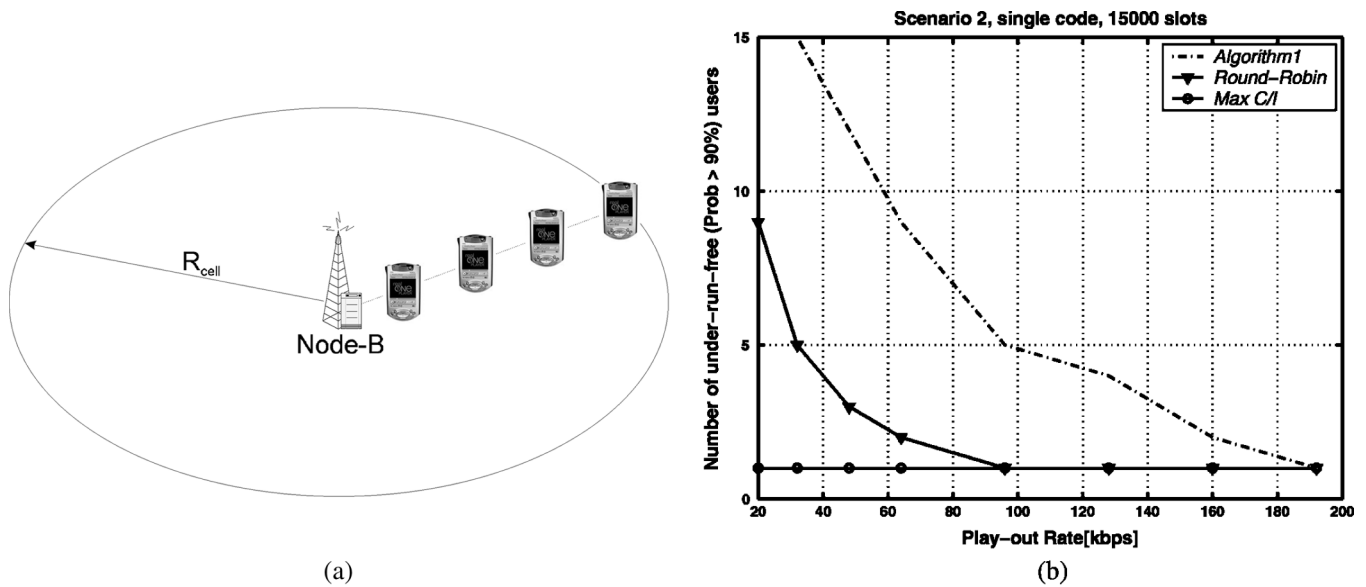 R_cell
Node-B
(a)
Scenario 2, single code, 15000 slots
Number of under-run-free (Prob > 90%) users
15
10
5
0
Algorithm1
Round-Robin
Max C/I
20 40 60 80 100 120 140 160 180 200
Play-out Rate[kbps]
(b)